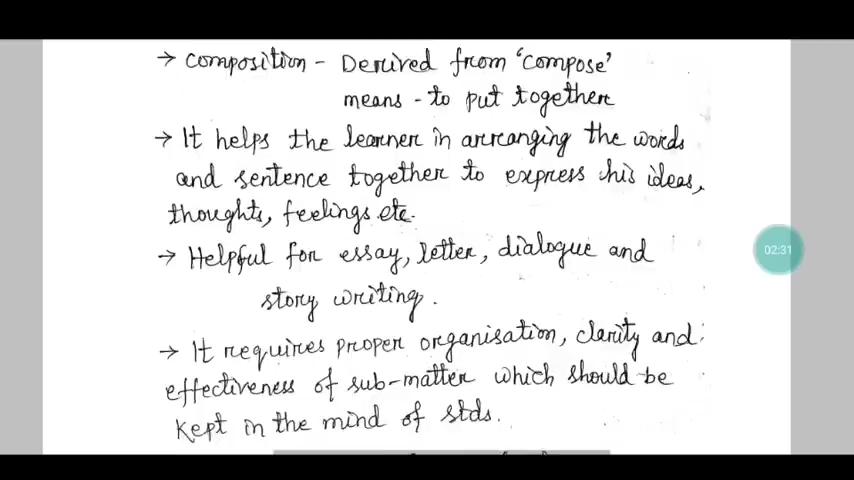 → Composition - Derived from 'Compose'
means - to put together
→ It helps the learner in arranging the words
and sentence together to express his ideas,
thoughts, feelings etc.
→ Helpful for essay, letter, dialogue and
story writing.
→ It requires proper organisation, clarity and
effectiveness of sub-matter which should be
kept in the mind of stds.
02:31